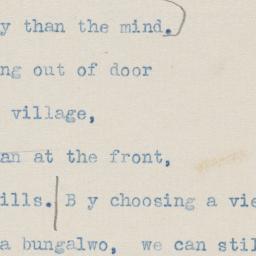 y than the mind.
ng out of door
village,
an at the front,
ills. B y choosing a vie
a bungalwo, we can stil